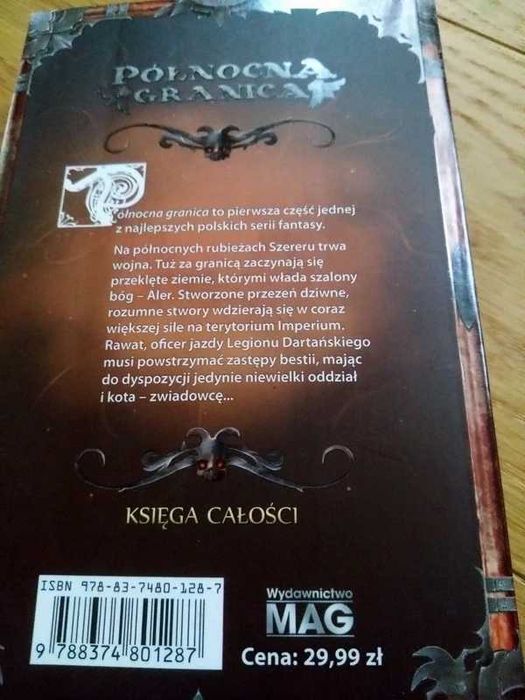 PÓŁNOCNA
GRANICA
Północna granica to pierwsza część jednej
z najlepszych polskich serii fantasy.
Na północnych rubieżach Szereru trwa
wojna. Tuż za granicą zaczynają się
przeklęte ziemie, którymi włada szalony
bóg – Aler. Stworzone przezeń dziwne,
rozumne stwory wdzierają się w coraz
większej sile na terytorium Imperium.
Rawat, oficer jazdy Legionu Dartańskiego
musi powstrzymać zastępy bestii, mając
do dyspozycji jedynie niewielki oddział
i kota – zwiadowcę...
KSIĘGA CAŁOŚCI
ISBN 978-83-7480-128-7
9 788374 801287
Wydawnictwo
MAG
Cena: 29,99 zł